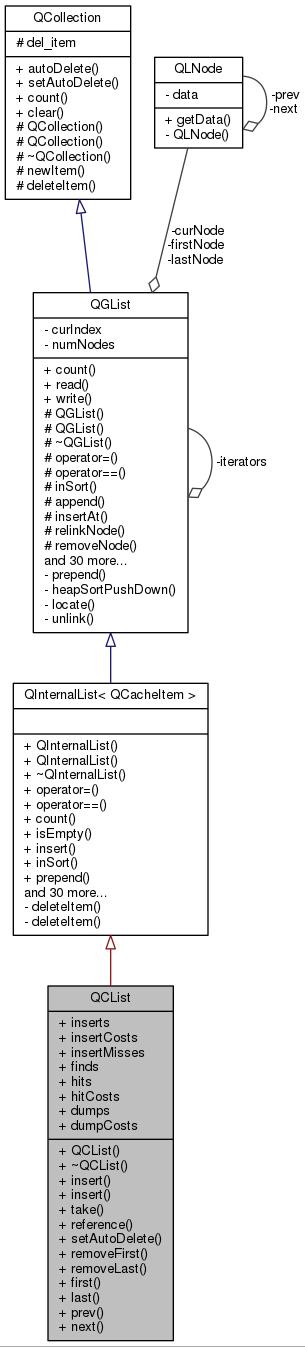 QCollection
# del_item
+ autoDelete()
+ setAutoDelete()
+ count()
+ clear()
# QCollection()
# QCollection()
# ~QCollection()
# newItem()
# deleteItem()
QLNode
- data
+ getData()
- QLNode()
-prev
-next
-curNode
-firstNode
-lastNode
QGList
- curIndex
- numNodes
+ count()
+ read()
+ write()
# QGList()
# QGList()
# ~QGList()
# operator=()
# operator==()
# inSort()
# append()
# insertAt()
# relinkNode()
# removeNode()
and 30 more...
- prepend()
- heapSortPushDown()
- locate()
- unlink()
-iterators
QInternalList< QCacheItem >
+ QInternalList()
+ QInternalList()
+ ~QInternalList()
+ operator=()
+ operator==()
+ count()
+ isEmpty()
+ insert()
+ inSort()
+ prepend()
and 30 more...
- deleteItem()
- deleteItem()
QCList
+ inserts
+ insertCosts
+ insertMisses
+ finds
+ hits
+ hitCosts
+ dumps
+ dumpCosts
+ QCList()
+ ~QCList()
+ insert()
+ insert()
+ take()
+ reference()
+ setAutoDelete()
+ removeFirst()
+ removeLast()
+ first()
+ last()
+ prev()
+ next()